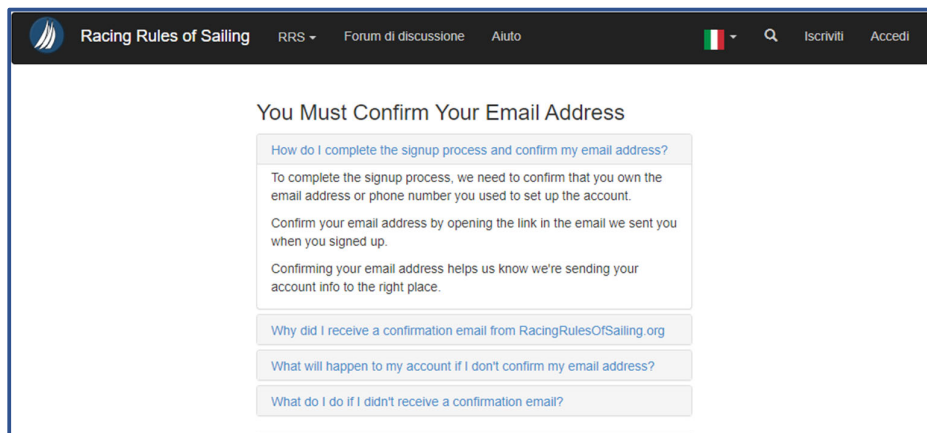 Racing Rules of Sailing RRS Forum di discussione Aiuto Iscriviti Accedi
You Must Confirm Your Email Address
How do I complete the signup process and confirm my email address?
To complete the signup process, we need to confirm that you own the
email address or phone number you used to set up the account.
Confirm your email address by opening the link in the email we sent you
when you signed up.
Confirming your email address helps us know we're sending your
account info to the right place.
Why did I receive a confirmation email from RacingRulesOfSailing.org
What will happen to my account if I don't confirm my email address?
What do I do if I didn't receive a confirmation email?